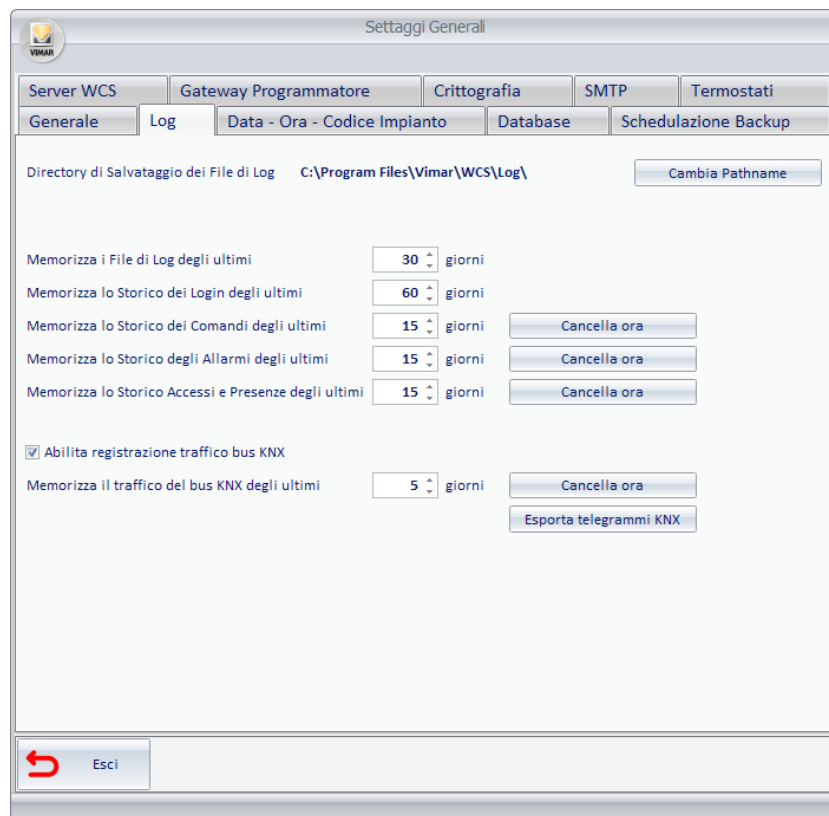 Settaggi Generali
VIMAR
Server WCS Gateway Programmatore Crittografia SMTP Termostati
Generale Log Data - Ora - Codice Impianto Database Schedulazione Backup
Directory di Salvataggio dei File di Log C:\Program Files\Vimar\WCS\Log\ Cambia Pathname
Memorizza i File di Log degli ultimi 30 giorni
Memorizza lo Storico dei Login degli ultimi 60 giorni
Memorizza lo Storico dei Comandi degli ultimi 15 giorni Cancella ora
Memorizza lo Storico degli Allarmi degli ultimi 15 giorni Cancella ora
Memorizza lo Storico Accessi e Presenze degli ultimi 15 giorni Cancella ora
Abilita registrazione traffico bus KNX
Memorizza il traffico del bus KNX degli ultimi 5 giorni Cancella ora
Esporta telegrammi KNX
Esci